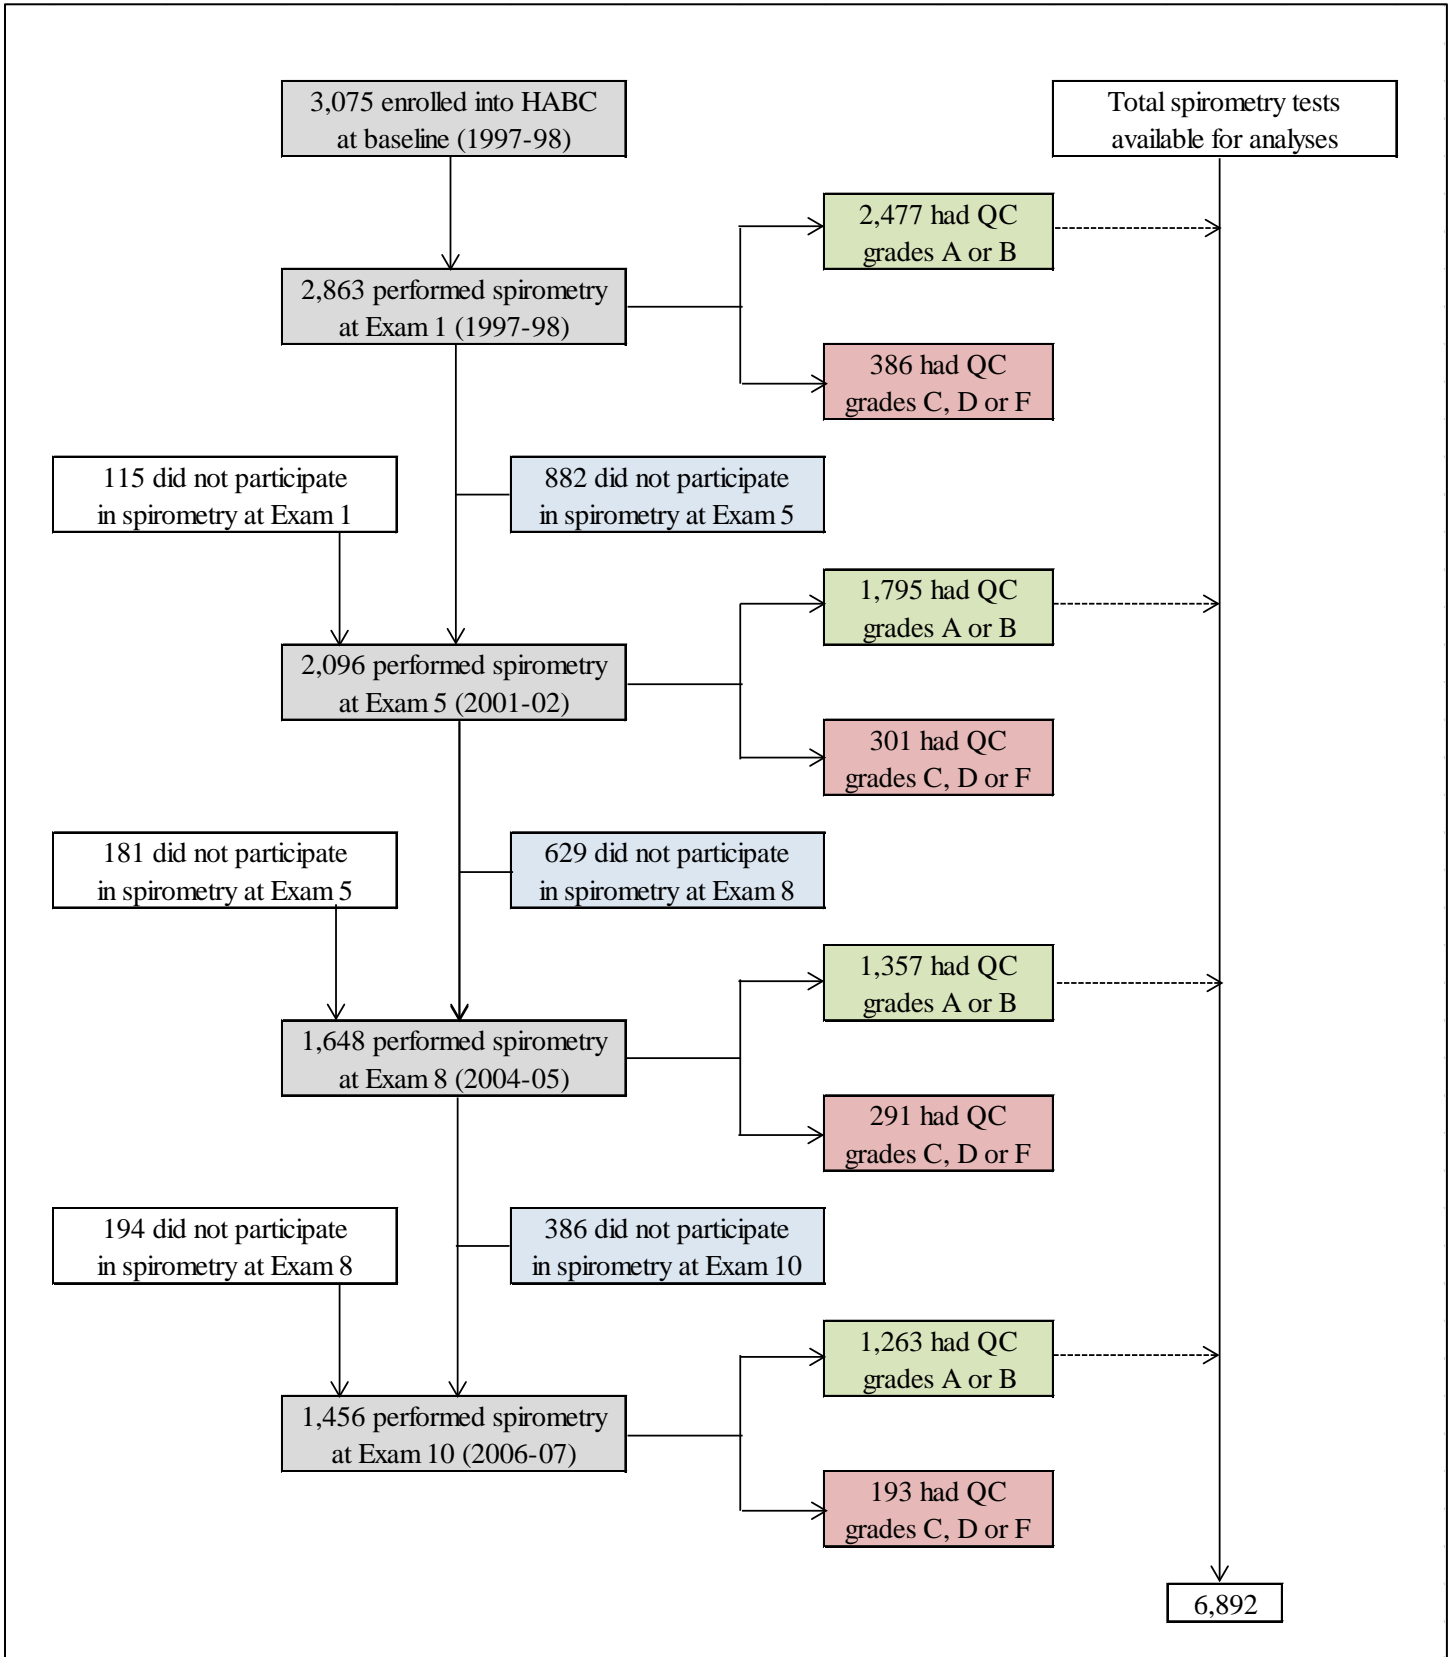 3,075 enrolled into HABC
at baseline (1997-98)
Total spirometry tests
available for analyses
2,477 had QC
grades A or B
2,863 performed spirometry
at Exam 1 (1997-98)
386 had QC
grades C, D or F
115 did not participate
in spirometry at Exam 1
882 did not participate
in spirometry at Exam 5
1,795 had QC
grades A or B
2,096 performed spirometry
at Exam 5 (2001-02)
301 had QC
grades C, D or F
181 did not participate
in spirometry at Exam 5
629 did not participate
in spirometry at Exam 8
1,357 had QC
grades A or B
1,648 performed spirometry
at Exam 8 (2004-05)
291 had QC
grades C, D or F
194 did not participate
in spirometry at Exam 8
386 did not participate
in spirometry at Exam 10
1,263 had QC
grades A or B
1,456 performed spirometry
at Exam 10 (2006-07)
193 had QC
grades C, D or F
6,892